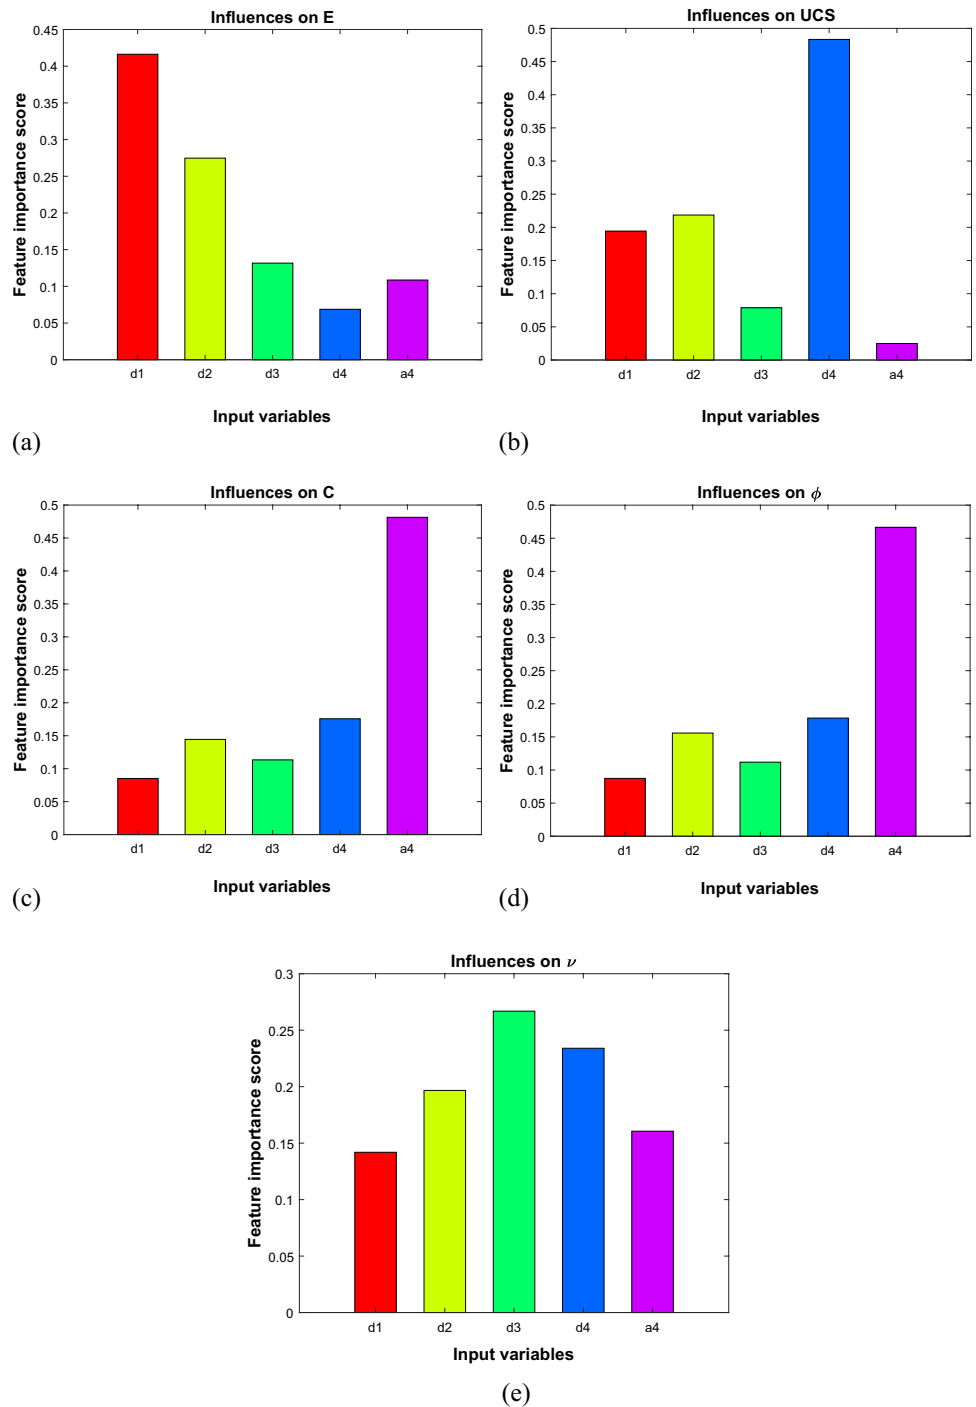 Influences on E
Feature importance score
0.45
0.4
0.35
0.3
0.25
0.2
0.15
0.1
0.05
0
d1 d2 d3 d4 a4
Input variables
(a)
Influences on UCS
Feature importance score
0.5
0.45
0.4
0.35
0.3
0.25
0.2
0.15
0.1
0.05
0
d1 d2 d3 d4 a4
Input variables
(b)
Influences on C
Feature importance score
0.5
0.45
0.4
0.35
0.3
0.25
0.2
0.15
0.1
0.05
0
d1 d2 d3 d4 a4
Input variables
(c)
Influences on ϕ
Feature importance score
0.5
0.45
0.4
0.35
0.3
0.25
0.2
0.15
0.1
0.05
0
d1 d2 d3 d4 a4
Input variables
(d)
Influences on ν
Feature importance score
0.3
0.25
0.2
0.15
0.1
0.05
0
d1 d2 d3 d4 a4
Input variables
(e)